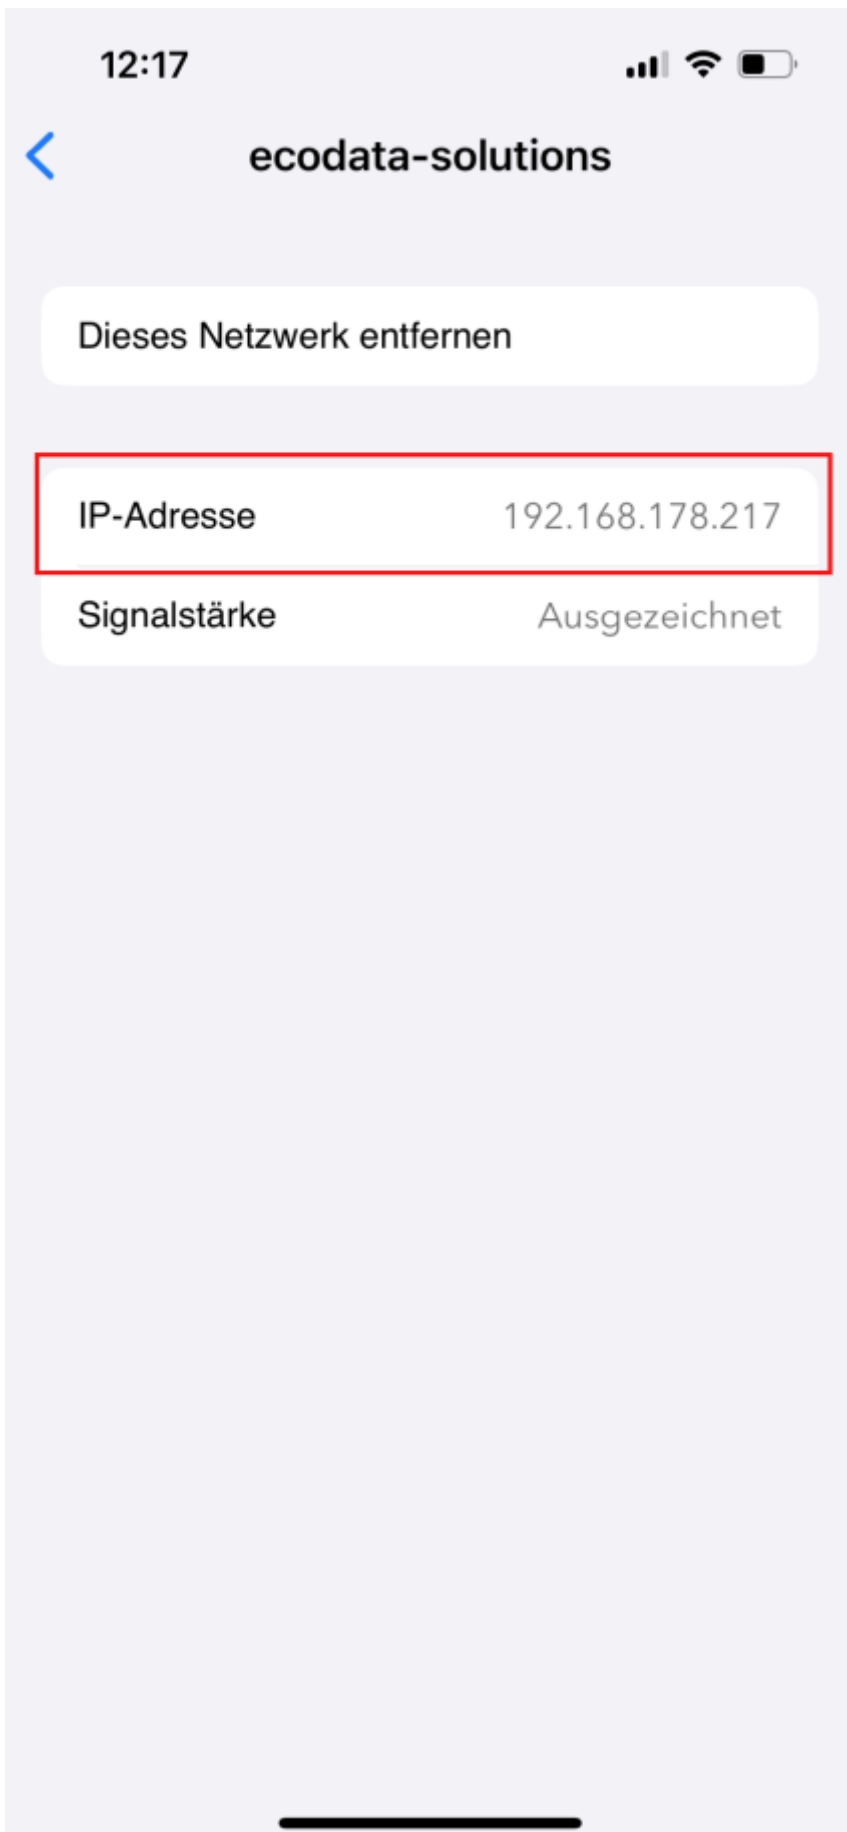 12:17
ecodata-solutions
Dieses Netzwerk entfernen
IP-Adresse 192.168.178.217
Signalstärke Ausgezeichnet